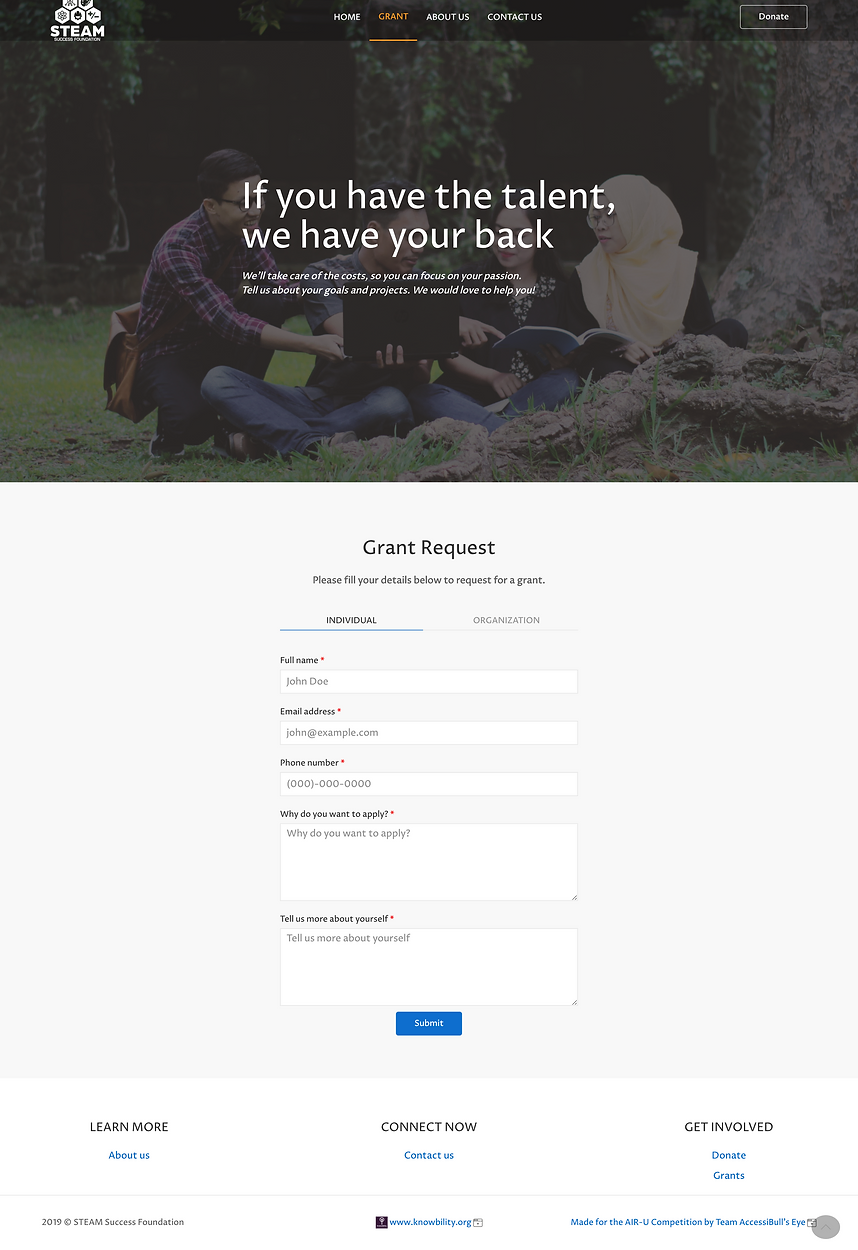 STEAM
SUCCESS FOUNDATION
HOME GRANT ABOUT US CONTACT US
Donate
If you have the talent,
we have your back
We'll take care of the costs, so you can focus on your passion.
Tell us about your goals and projects. We would love to help you!
Grant Request
Please fill your details below to request for a grant.
INDIVIDUAL ORGANIZATION
Full name *
John Doe
Email address *
john@example.com
Phone number *
(000)-000-0000
Why do you want to apply? *
Why do you want to apply?
Tell us more about yourself *
Tell us more about yourself
Submit
LEARN MORE
About us
CONNECT NOW
Contact us
GET INVOLVED
Donate
Grants
2019 © STEAM Success Foundation
www.knowbility.org
Made for the AIR-U Competition by Team AccessiBull's Eye